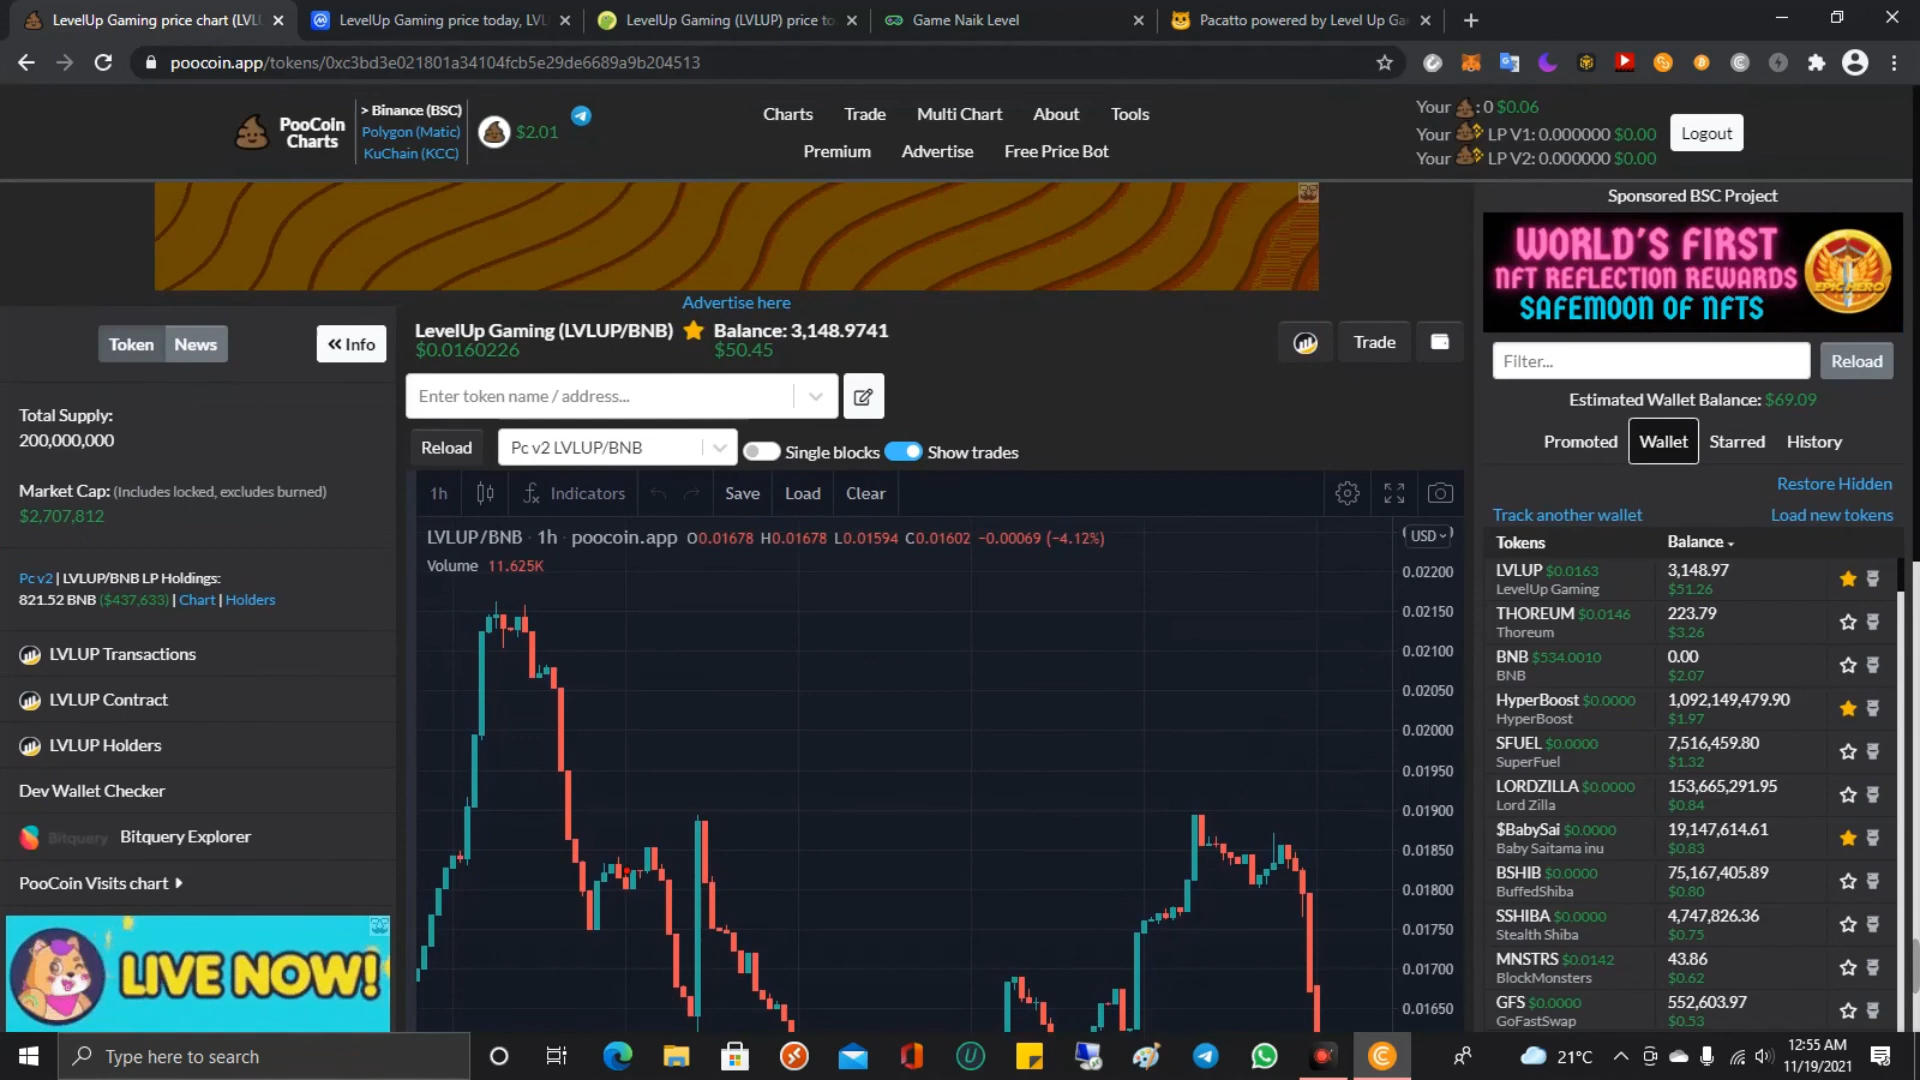 LevelUp Gaming price chart (LVLU
LevelUp Gaming price today, LVL
LevelUp Gaming (LVLUP) price to
Game Naik Level
Pacatto powered by Level Up Ga
poocoin.app/tokens/0xc3bd3e021801a34104fcb5e29de6689a9b204513
PooCoin
Charts
> Binance (BSC)
Polygon (Matic)
KuChain (KCC)
$2.01
Charts
Trade
Multi Chart
About
Tools
Premium
Advertise
Free Price Bot
Your : 0 $0.06
Your LP V1: 0.000000 $0.00
Your LP V2: 0.000000 $0.00
Logout
Advertise here
Sponsored BSC Project
WORLD'S FIRST
NFT REFLECTION REWARDS
SAFEMOON OF NFTS
EPIC HERO
Token
News
« Info
Total Supply:
200,000,000
Market Cap: (Includes locked, excludes burned)
$2,707,812
Pc v2 | LVLUP/BNB LP Holdings:
821.52 BNB ($437,633) | Chart | Holders
LVLUP Transactions
LVLUP Contract
LVLUP Holders
Dev Wallet Checker
Bitquery Bitquery Explorer
PooCoin Visits chart
LIVE NOW!
LevelUp Gaming (LVLUP/BNB)
$0.0160226
Balance: 3,148.9741
$50.45
Trade
Enter token name / address...
Reload
Pc v2 LVLUP/BNB
Single blocks
Show trades
1h
Indicators
Save
Load
Clear
LVLUP/BNB · 1h · poocoin.app O0.01678 H0.01678 L0.01594 C0.01602 −0.00069 (−4.12%)
Volume 11.625K
USD
0.02200
0.02150
0.02100
0.02050
0.02000
0.01950
0.01900
0.01850
0.01800
0.01750
0.01700
0.01650
Filter...
Reload
Estimated Wallet Balance: $69.09
Promoted
Wallet
Starred
History
Restore Hidden
Track another wallet
Load new tokens
Tokens
Balance
LVLUP $0.0163 3,148.97
LevelUp Gaming $51.26
THOREUM $0.0146 223.79
Thoreum $3.26
BNB $534.0010 0.00
BNB $2.07
HyperBoost $0.0000 1,092,149,479.90
HyperBoost $1.97
SFUEL $0.0000 7,516,459.80
SuperFuel $1.32
LORDZILLA $0.0000 153,665,291.95
Lord Zilla $0.84
$BabySai $0.0000 19,147,614.61
Baby Saitama inu $0.83
BSHIB $0.0000 75,167,405.89
BuffedShiba $0.80
SSHIBA $0.0000 4,747,826.36
Stealth Shiba $0.75
MNSTRS $0.0142 43.86
BlockMonsters $0.62
GFS $0.0000 552,603.97
GoFastSwap $0.53
Type here to search
21°C
12:55 AM
11/19/2021